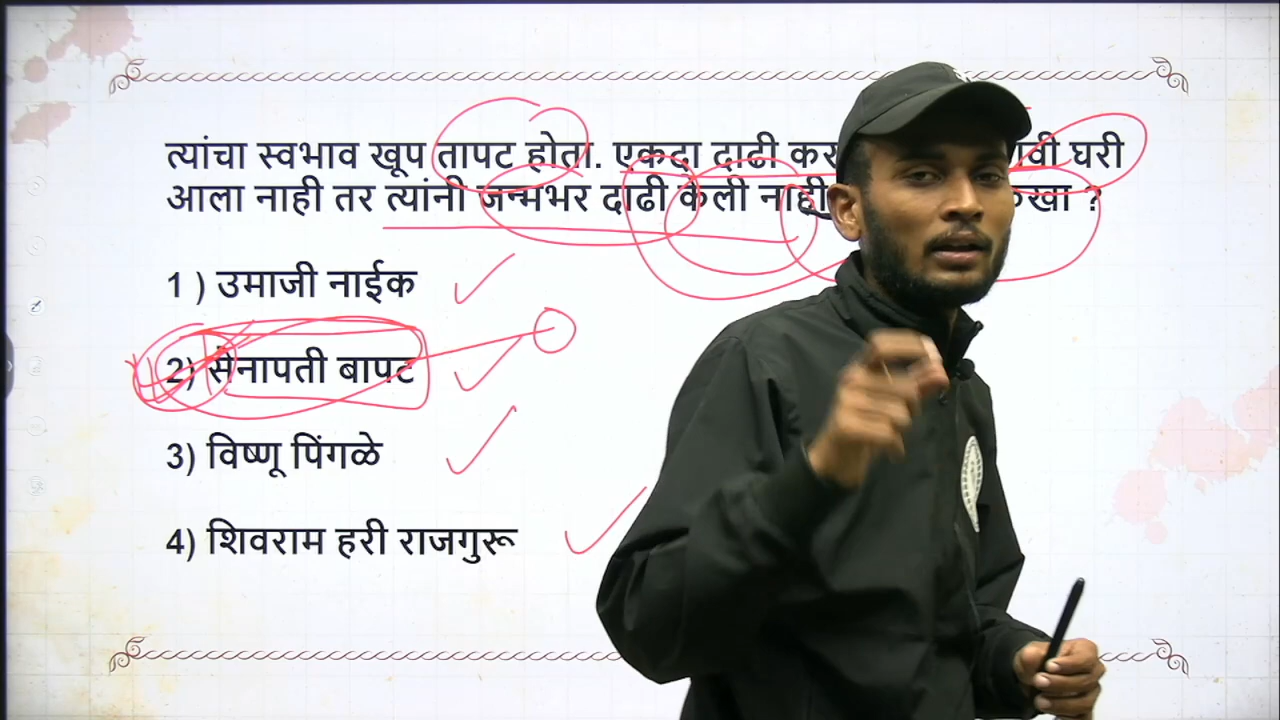 त्यांचा स्वभाव खूप तापट होता. एकदा दाढी घरी
आला नाही तर त्यांनी जन्मभर दाढी केली नाही ?
1 ) उमाजी नाईक
2) सेनापती बापट
3) विष्णू पिंगळे
4) शिवराम हरी राजगुरू